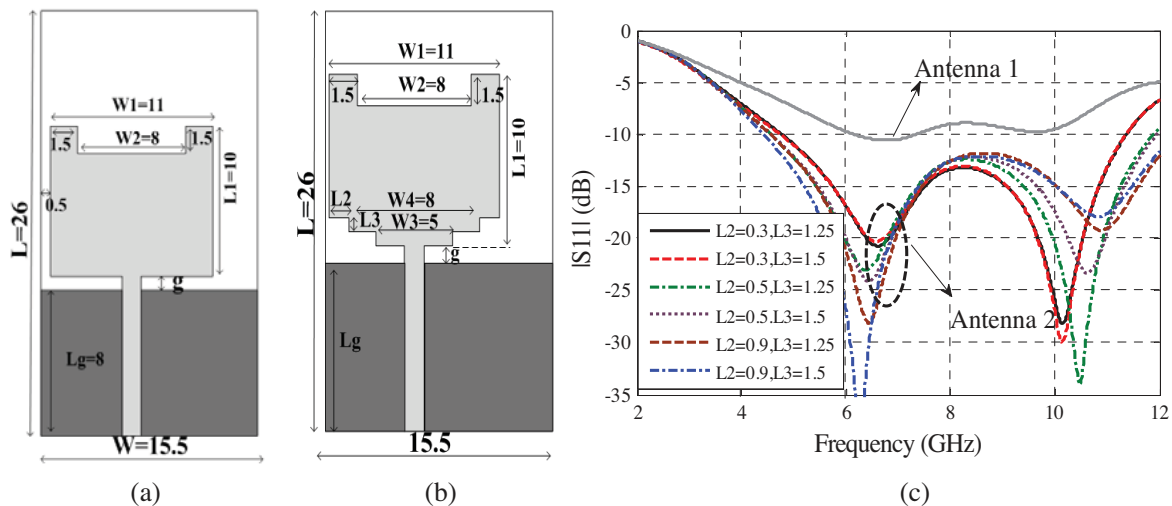 L=26
W1=11
1.5
W2=8
1.5
L1=10
0.5
g
Lg=8
W=15.5
(a)
L=26
W1=11
1.5
W2=8
1.5
L1=10
L2
W4=8
L3
W3=5
g
Lg
15.5
(b)
|S11| (dB)
0
-5
-10
-15
-20
-25
-30
-35
Antenna 1
L2=0.3,L3=1.25
L2=0.3,L3=1.5
L2=0.5,L3=1.25
L2=0.5,L3=1.5
L2=0.9,L3=1.25
L2=0.9,L3=1.5
Antenna 2
2 4 6 8 10 12
Frequency (GHz)
(c)